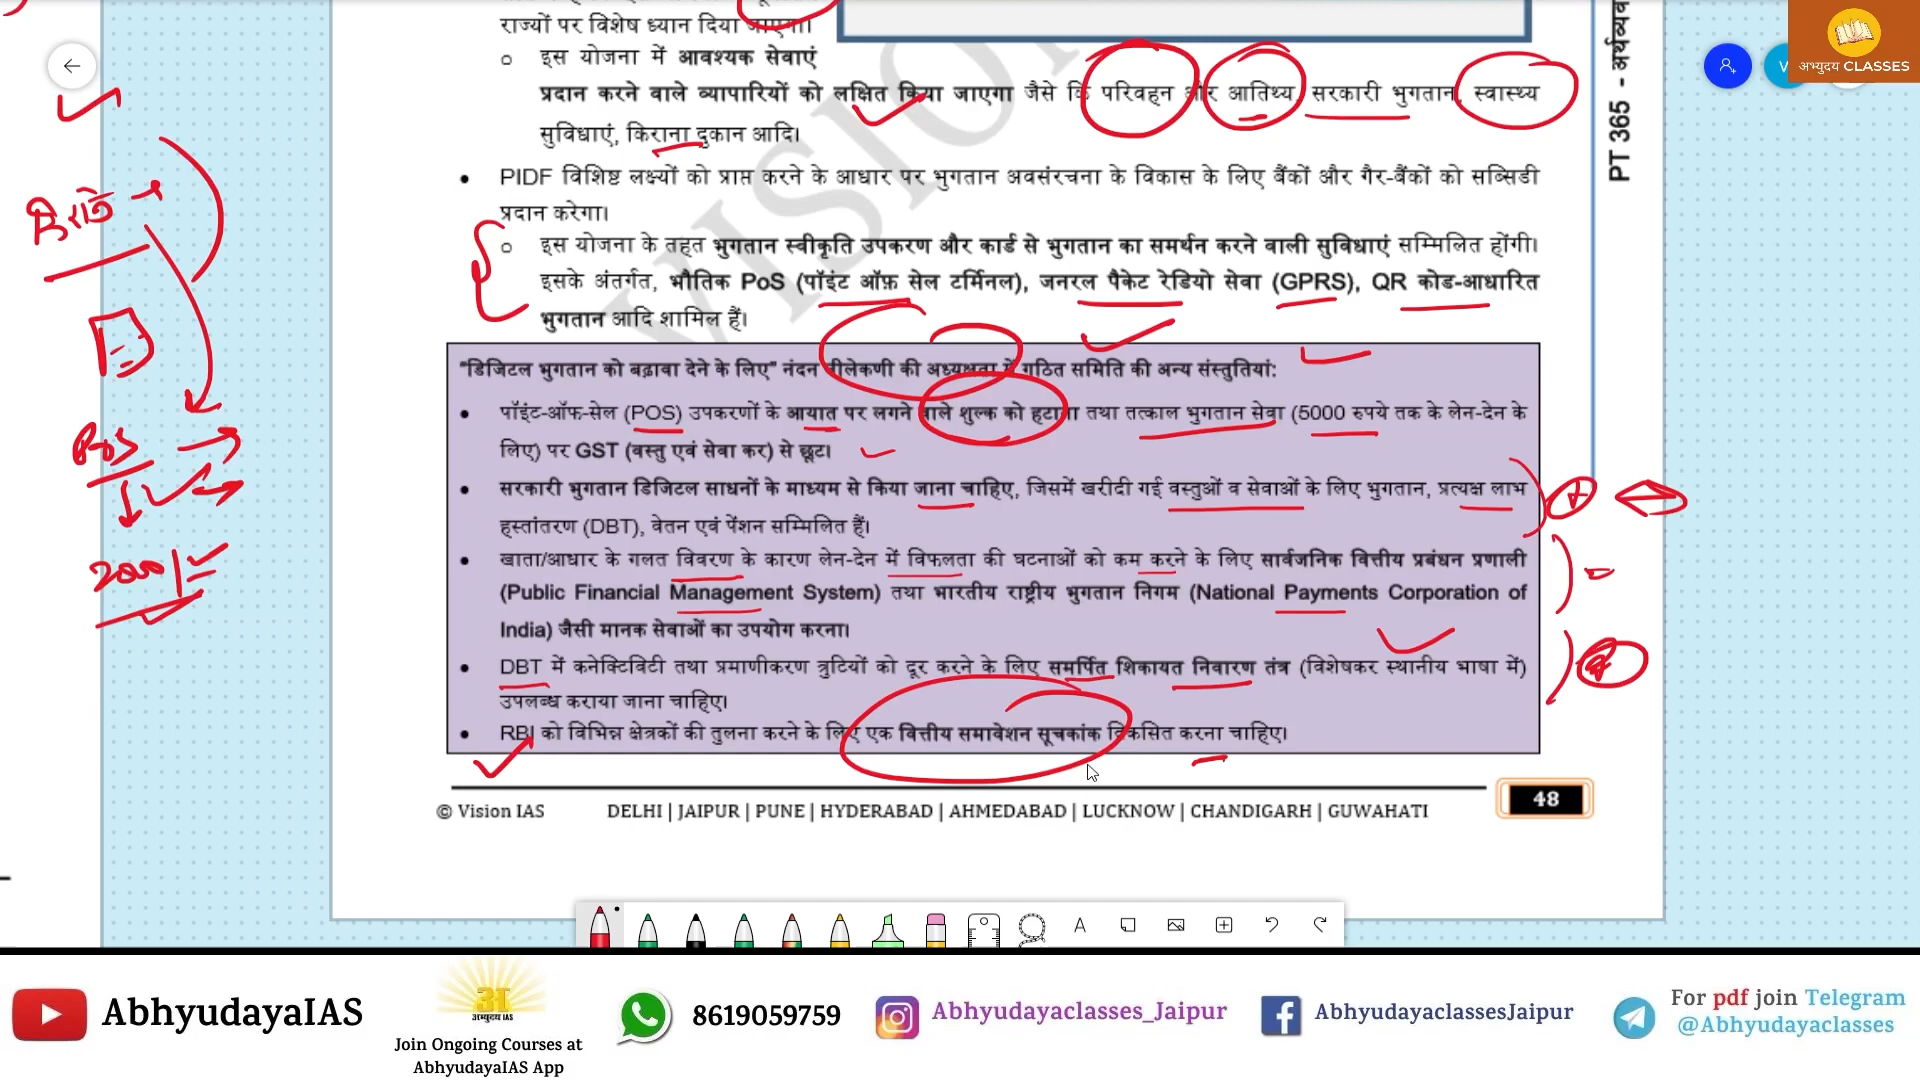 राज्यों पर विशेष ध्यान दिया जाएगा।
○ इस योजना में आवश्यक सेवाएं
प्रदान करने वाले व्यापारियों को लक्षित किया जाएगा जैसे कि परिवहन और आतिथ्य, सरकारी भुगतान, स्वास्थ्य
सुविधाएं, किराना दुकान आदि।
• PIDF विशिष्ट लक्ष्यों को प्राप्त करने के आधार पर भुगतान अवसंरचना के विकास के लिए बैंकों और गैर-बैंकों को सब्सिडी
प्रदान करेगा।
○ इस योजना के तहत भुगतान स्वीकृति उपकरण और कार्ड से भुगतान का समर्थन करने वाली सुविधाएं सम्मिलित होंगी।
इसके अंतर्गत, भौतिक PoS (पॉइंट ऑफ़ सेल टर्मिनल), जनरल पैकेट रेडियो सेवा (GPRS), QR कोड-आधारित
भुगतान आदि शामिल हैं।
"डिजिटल भुगतान को बढ़ावा देने के लिए" नंदन नीलेकणी की अध्यक्षता में गठित समिति की अन्य संस्तुतियां:
• पॉइंट-ऑफ-सेल (POS) उपकरणों के आयात पर लगने वाले शुल्क को हटाना तथा तत्काल भुगतान सेवा (5000 रुपये तक के लेन-देन के
लिए) पर GST (वस्तु एवं सेवा कर) से छूट।
• सरकारी भुगतान डिजिटल साधनों के माध्यम से किया जाना चाहिए, जिसमें खरीदी गई वस्तुओं व सेवाओं के लिए भुगतान, प्रत्यक्ष लाभ
हस्तांतरण (DBT), वेतन एवं पेंशन सम्मिलित हैं।
• खाता/आधार के गलत विवरण के कारण लेन-देन में विफलता की घटनाओं को कम करने के लिए सार्वजनिक वित्तीय प्रबंधन प्रणाली
(Public Financial Management System) तथा भारतीय राष्ट्रीय भुगतान निगम (National Payments Corporation of
India) जैसी मानक सेवाओं का उपयोग करना।
• DBT में कनेक्टिविटी तथा प्रमाणीकरण त्रुटियों को दूर करने के लिए समर्पित शिकायत निवारण तंत्र (विशेषकर स्थानीय भाषा में)
उपलब्ध कराया जाना चाहिए।
• RBI को विभिन्न क्षेत्रकों की तुलना करने के लिए एक वित्तीय समावेशन सूचकांक विकसित करना चाहिए।
© Vision IAS DELHI | JAIPUR | PUNE | HYDERABAD | AHMEDABAD | LUCKNOW | CHANDIGARH | GUWAHATI 48
PT 365 -
VISION
अभ्युदय CLASSES
POS
2000/=
AbhyudayaIAS
अभ्युदय IAS
Join Ongoing Courses at
AbhyudayaIAS App
8619059759
Abhyudayaclasses_Jaipur
AbhyudayaclassesJaipur
For pdf join Telegram
@Abhyudayaclasses